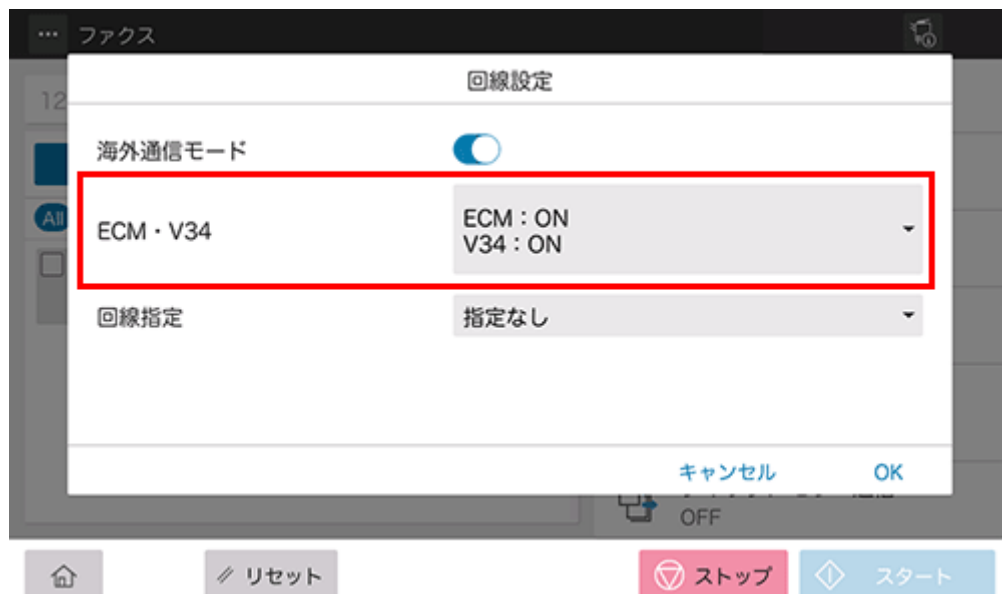 ファクス
12
回線設定
海外通信モード
ECM・V34
ECM：ON
V34：ON
All
回線指定
指定なし
キャンセル
OK
OFF
リセット
ストップ
スタート